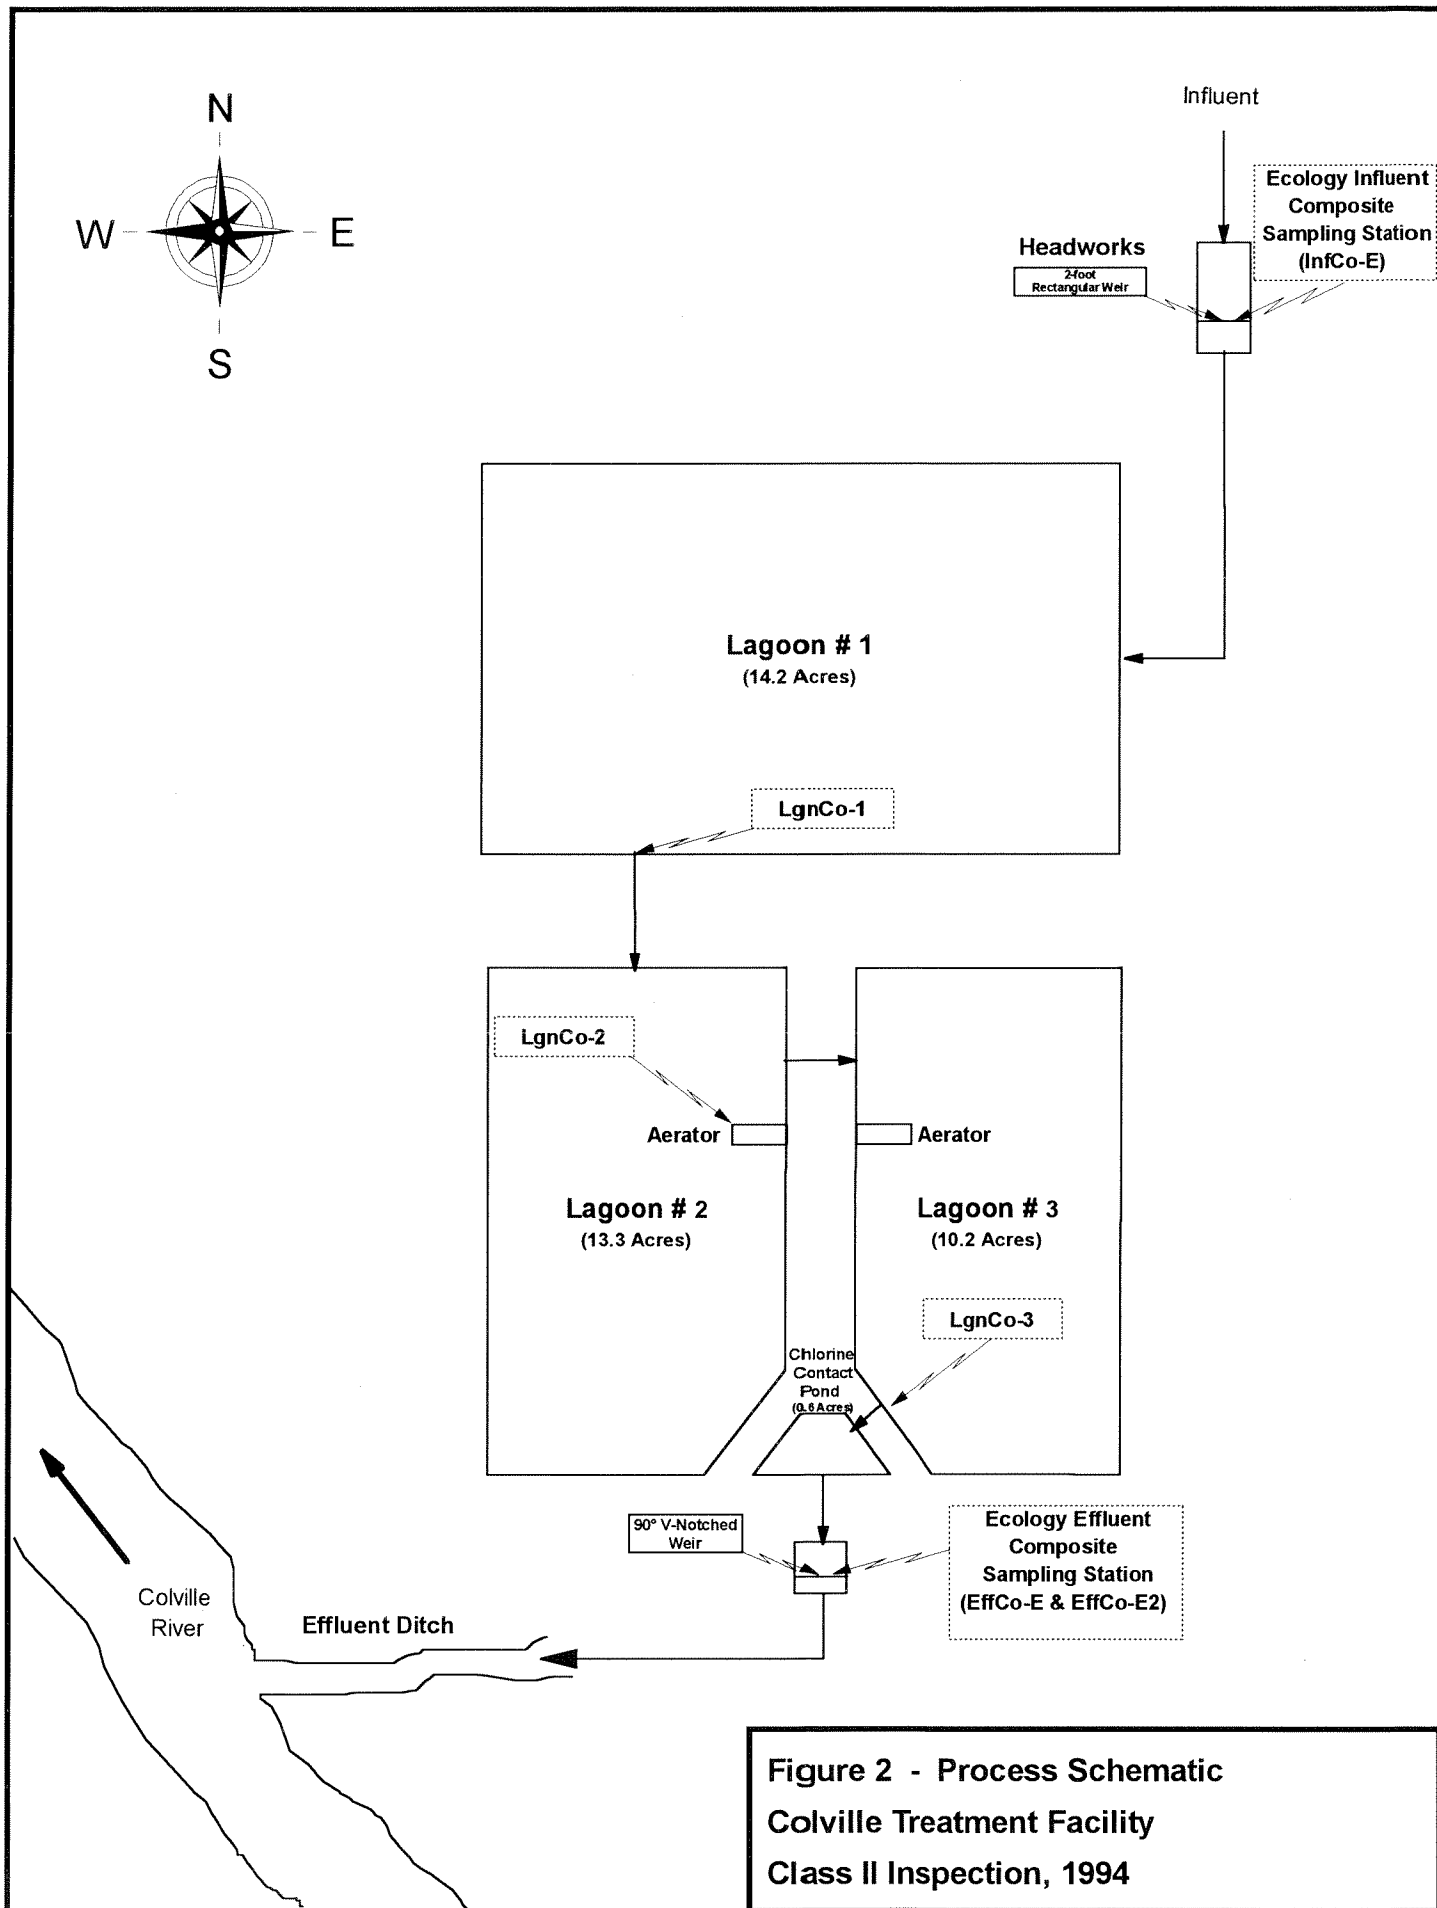 N
W
E
S
Influent
Ecology Influent
Composite
Sampling Station
(InfCo-E)
Headworks
2-foot
Rectangular Weir
Lagoon # 1
(14.2 Acres)
LgnCo-1
LgnCo-2
Aerator
Aerator
Lagoon # 2
(13.3 Acres)
Lagoon # 3
(10.2 Acres)
LgnCo-3
Chlorine
Contact
Pond
(0.6 Acres)
90° V-Notched
Weir
Ecology Effluent
Composite
Sampling Station
(EffCo-E & EffCo-E2)
Colville
River
Effluent Ditch
Figure 2 - Process Schematic
Colville Treatment Facility
Class II Inspection, 1994